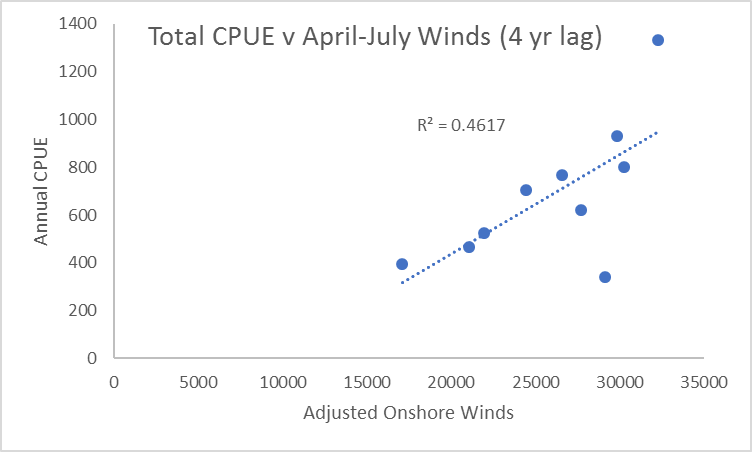 Total CPUE v April-July Winds (4 yr lag)
R² = 0.4617
Annual CPUE
1400
1200
1000
800
600
400
200
0
0 5000 10000 15000 20000 25000 30000 35000
Adjusted Onshore Winds